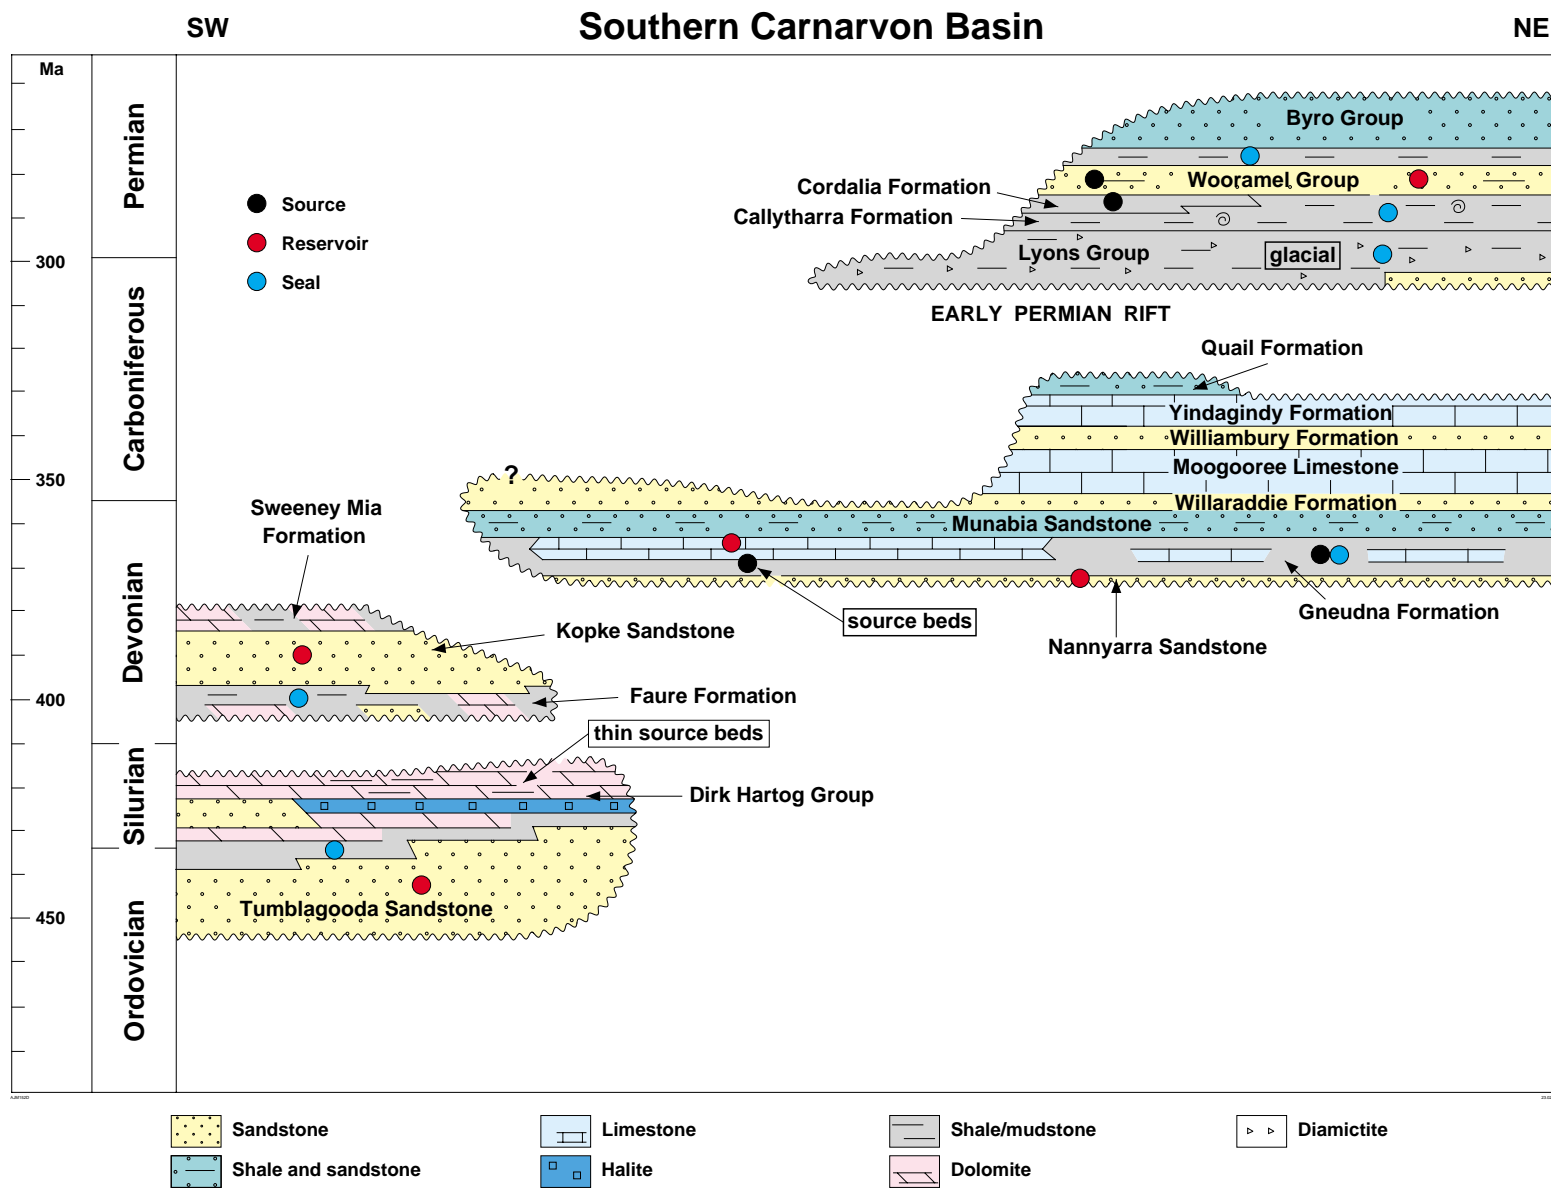 Southern Carnarvon Basin
SW
NE
Ma
300
350
400
450
Permian
Carboniferous
Devonian
Silurian
Ordovician
Source
Reservoir
Seal
Byro Group
Wooramel Group
Cordalia Formation
Callytharra Formation
Lyons Group
glacial
EARLY PERMIAN RIFT
Quail Formation
Yindagindy Formation
Williambury Formation
Moogooree Limestone
?
Willaraddie Formation
Munabia Sandstone
Sweeney Mia
Formation
source beds
Gneudna Formation
Nannyarra Sandstone
Kopke Sandstone
Faure Formation
thin source beds
Dirk Hartog Group
Tumblagooda Sandstone
Sandstone
Limestone
Shale/mudstone
Diamictite
Shale and sandstone
Halite
Dolomite